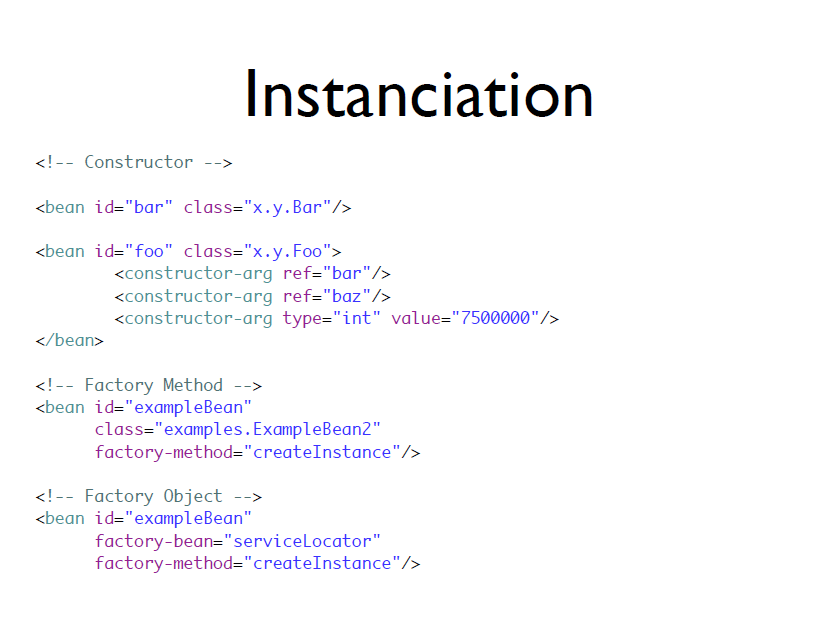 Instanciation
<!-- Constructor -->
<bean id="bar" class="x.y.Bar"/>
<bean id="foo" class="x.y.Foo">
<constructor-arg ref="bar"/>
<constructor-arg ref="baz"/>
<constructor-arg type="int" value="7500000"/>
</bean>
<!-- Factory Method -->
<bean id="exampleBean"
class="examples.ExampleBean2"
factory-method="createInstance"/>
<!-- Factory Object -->
<bean id="exampleBean"
factory-bean="serviceLocator"
factory-method="createInstance"/>